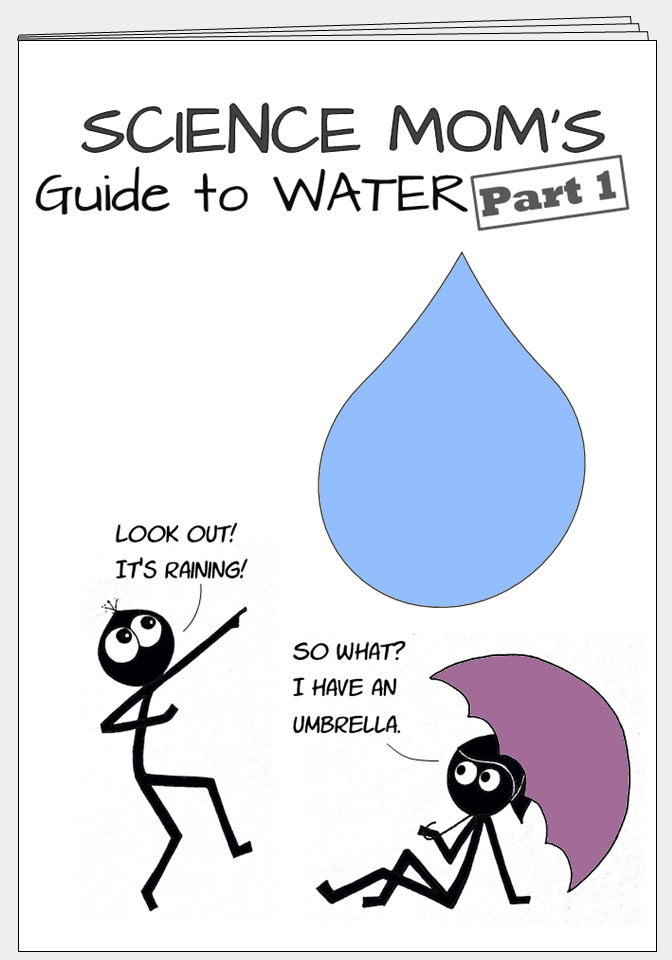 SCIENCE MOM'S
Guide to WATER Part 1
LOOK OUT!
IT'S RAINING!
SO WHAT?
I HAVE AN
UMBRELLA.